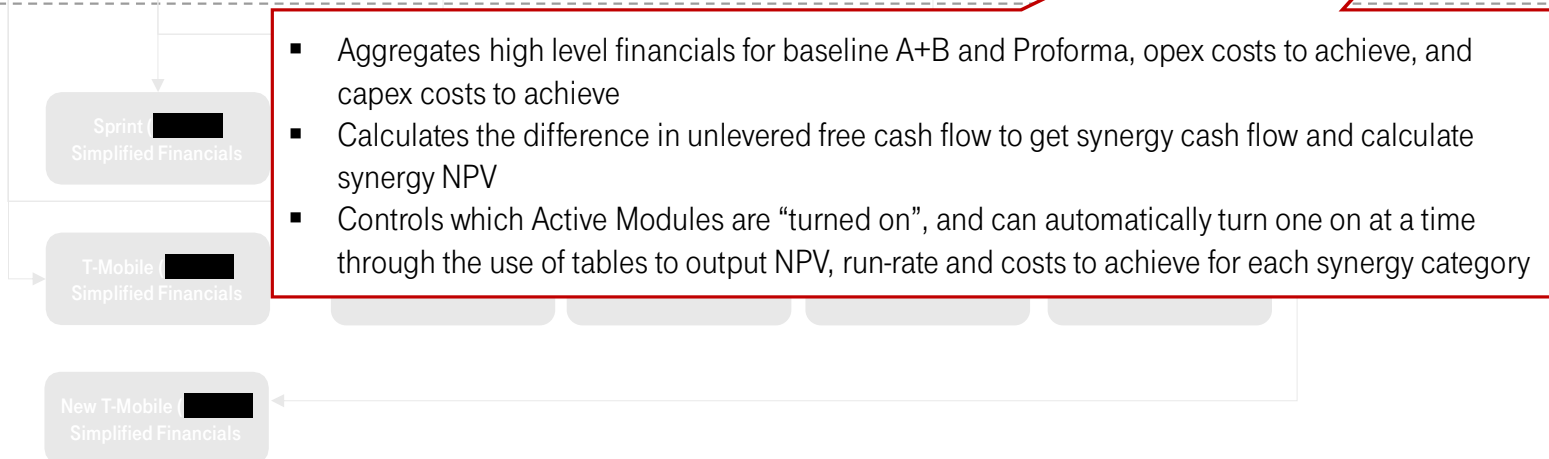 ▪ Aggregates high level financials for baseline A+B and Proforma, opex costs to achieve, and
capex costs to achieve
▪ Calculates the difference in unlevered free cash flow to get synergy cash flow and calculate
synergy NPV
▪ Controls which Active Modules are “turned on”, and can automatically turn one on at a time
through the use of tables to output NPV, run-rate and costs to achieve for each synergy category
Sprint (
Simplified Financials
T-Mobile (
Simplified Financials
New T-Mobile (
Simplified Financials